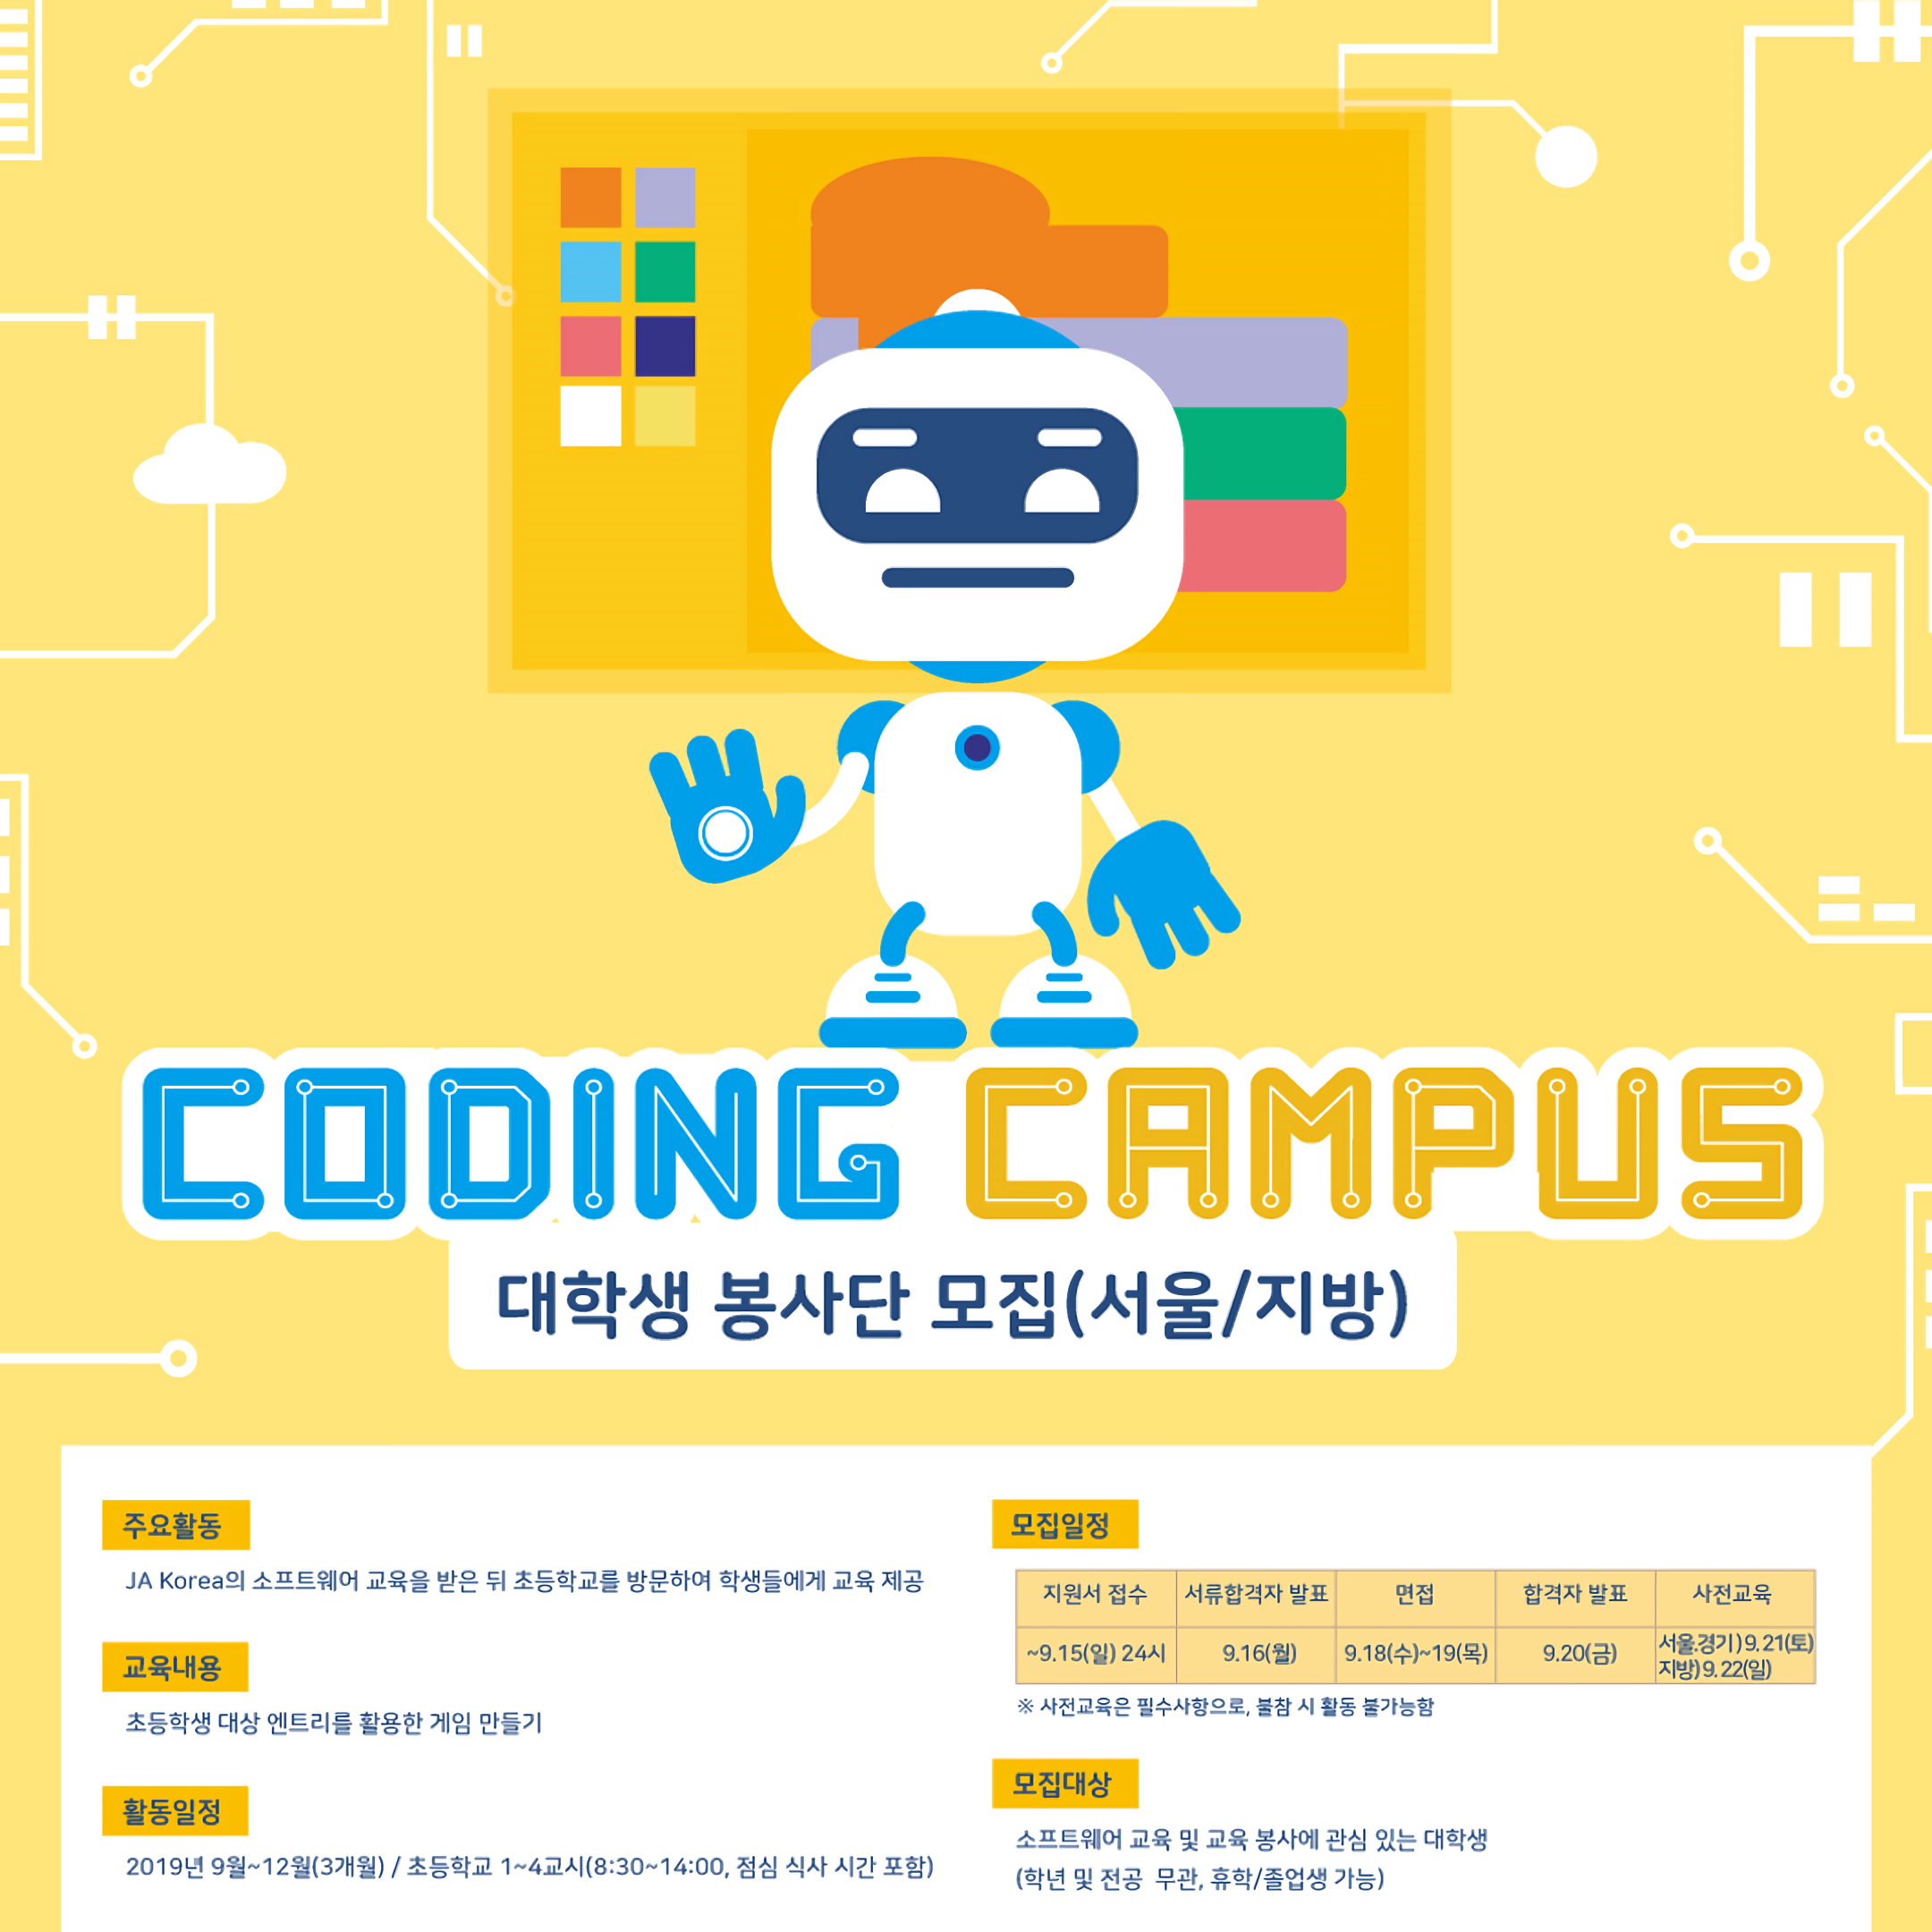 CODING CAMPUS
대학생 봉사단 모집(서울/지방)
주요활동
JA Korea의 소프트웨어 교육을 받은 뒤 초등학교를 방문하여 학생들에게 교육 제공
교육내용
초등학생 대상 엔트리를 활용한 게임 만들기
활동일정
2019년 9월~12월(3개월) / 초등학교 1~4교시(8:30~14:00, 점심 식사 시간 포함)
모집일정
지원서 접수 서류합격자 발표 면접 합격자 발표 사전교육
~9.15(일) 24시 9.16(월) 9.18(수)~19(목) 9.20(금) 서울.경기)9.21(토)
지방)9.22(일)
※ 사전교육은 필수사항으로, 불참 시 활동 불가능함
모집대상
소프트웨어 교육 및 교육 봉사에 관심 있는 대학생
(학년 및 전공 무관, 휴학/졸업생 가능)